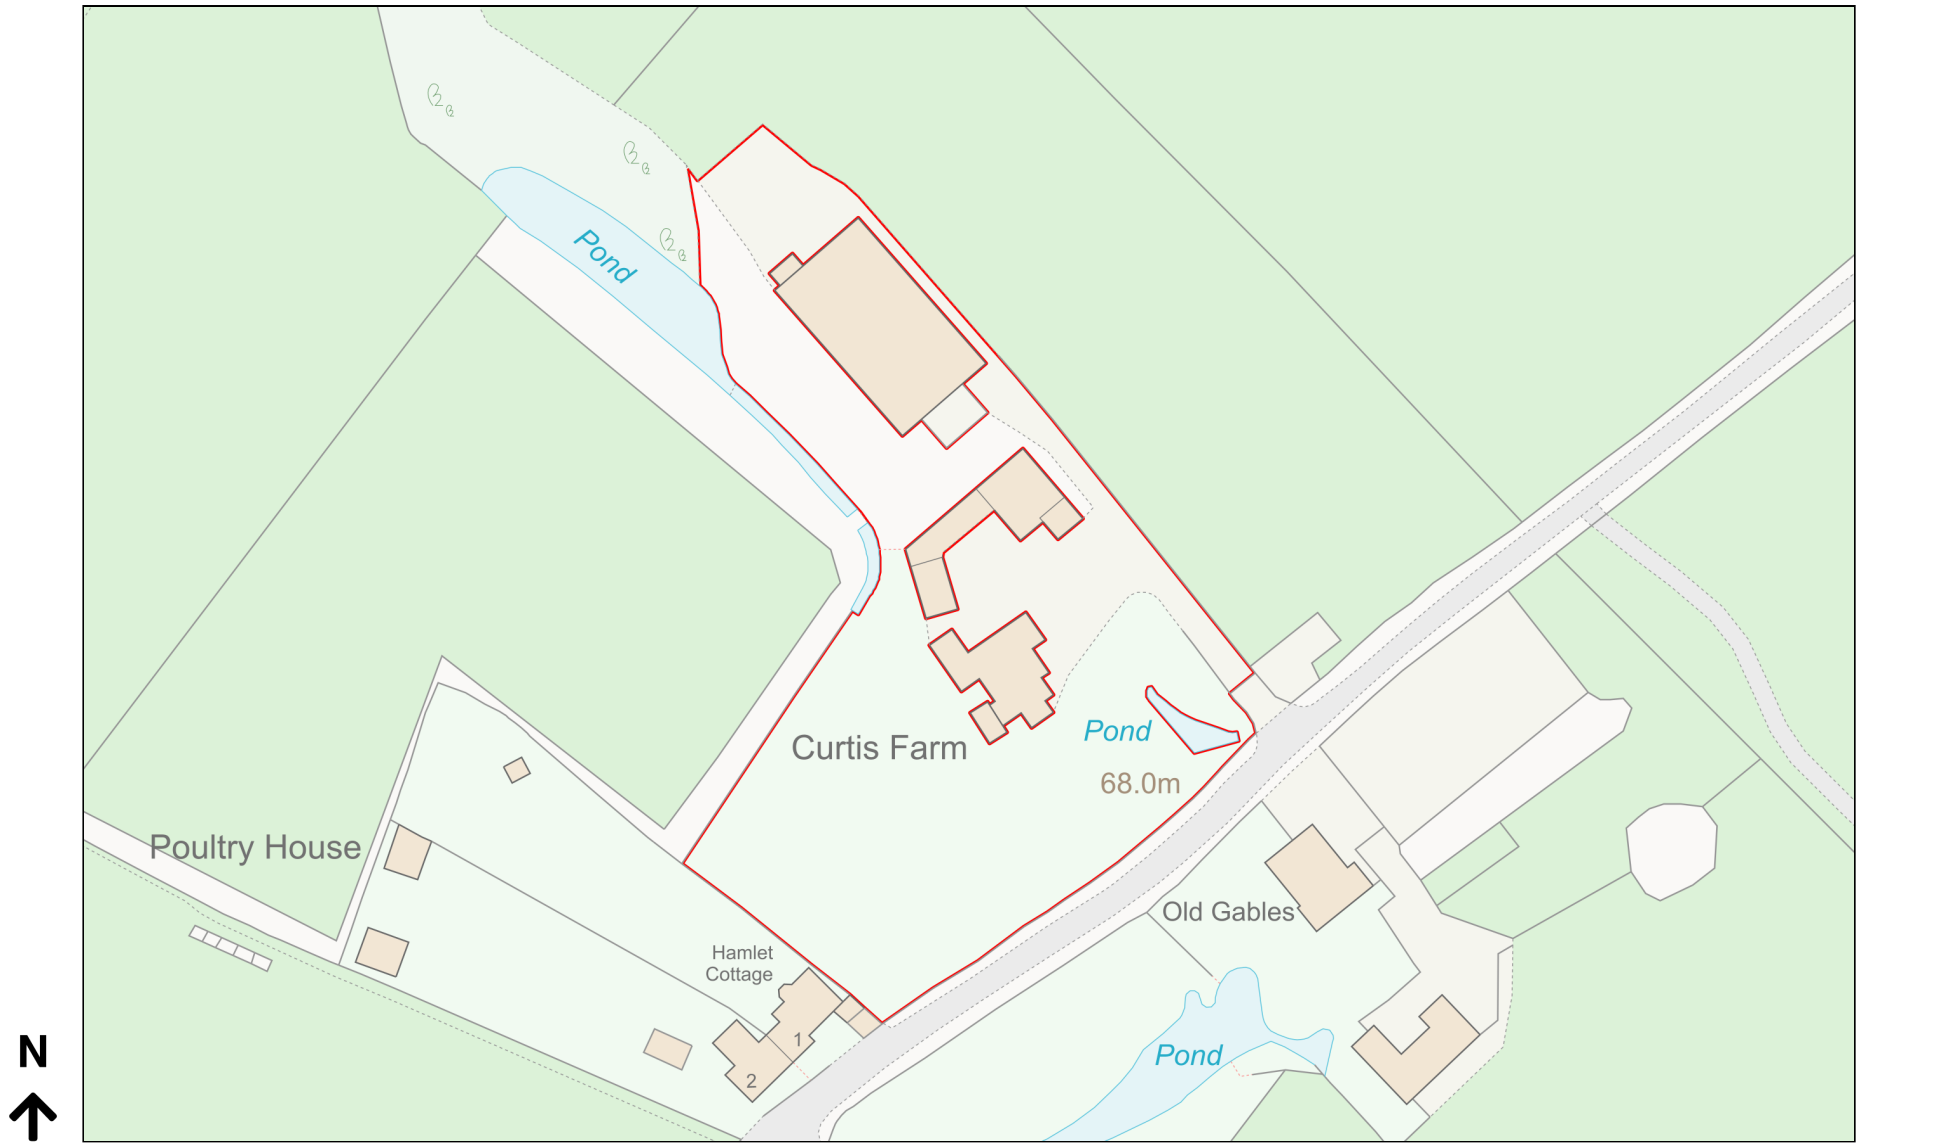 Pond
Curtis Farm
Pond
68.0m
Poultry House
Old Gables
Hamlet
Cottage
1
2
Pond
N